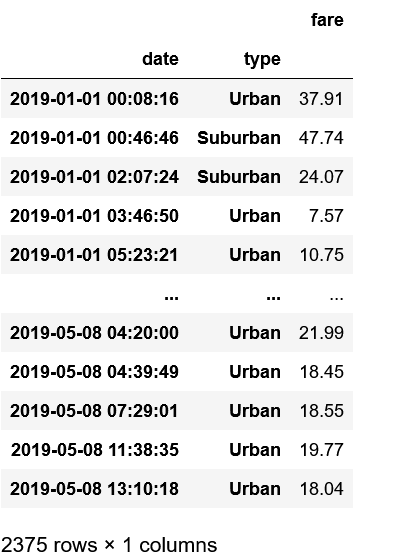 fare
date type
2019-01-01 00:08:16 Urban 37.91
2019-01-01 00:46:46 Suburban 47.74
2019-01-01 02:07:24 Suburban 24.07
2019-01-01 03:46:50 Urban 7.57
2019-01-01 05:23:21 Urban 10.75
... ... ...
2019-05-08 04:20:00 Urban 21.99
2019-05-08 04:39:49 Urban 18.45
2019-05-08 07:29:01 Urban 18.55
2019-05-08 11:38:35 Urban 19.77
2019-05-08 13:10:18 Urban 18.04
2375 rows × 1 columns